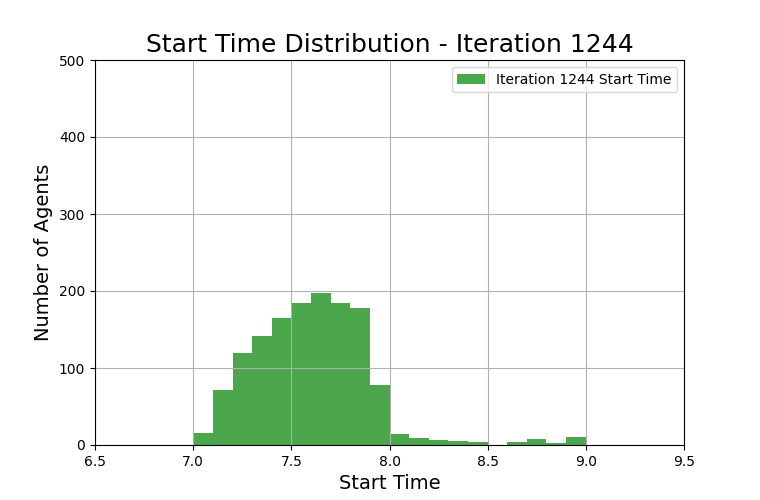 Start Time Distribution - Iteration 1244
500
Iteration 1244 Start Time
400
300
200
100
0
Number of Agents
6.5 7.0 7.5 8.0 8.5 9.0 9.5
Start Time